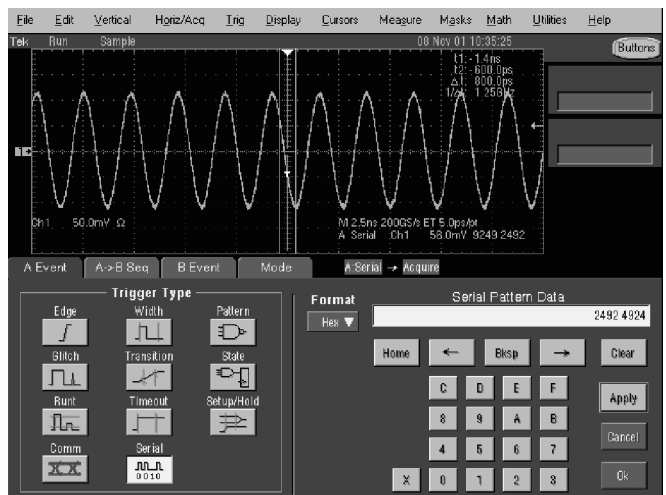 File Edit Vertical Horiz/Acq Trig Display Cursors Measure Masks Math Utilities Help
Tek Run Sample 08 Nov 01 10:35:25
Buttons
t1: -1.4ns
t2: -600.0ps
Δt: 800.0ps
1/Δt: 1.25GHz
1
Ch1 50.0mV Ω M 2.5ns 200GS/s ET 5.0ps/pt
A Serial Ch1 58.0mV 9249 2492
A Event A->B Seq B Event Mode A:Serial → Acquire
Trigger Type
Edge Width Pattern
Glitch Transition State
Runt Timeout Setup/Hold
Comm Serial
0010
Format Serial Pattern Data
Hex 2492 4924
Home ← Bksp → Clear
C D E F
8 9 A B Apply
4 5 6 7 Cancel
X 0 1 2 3 Ok